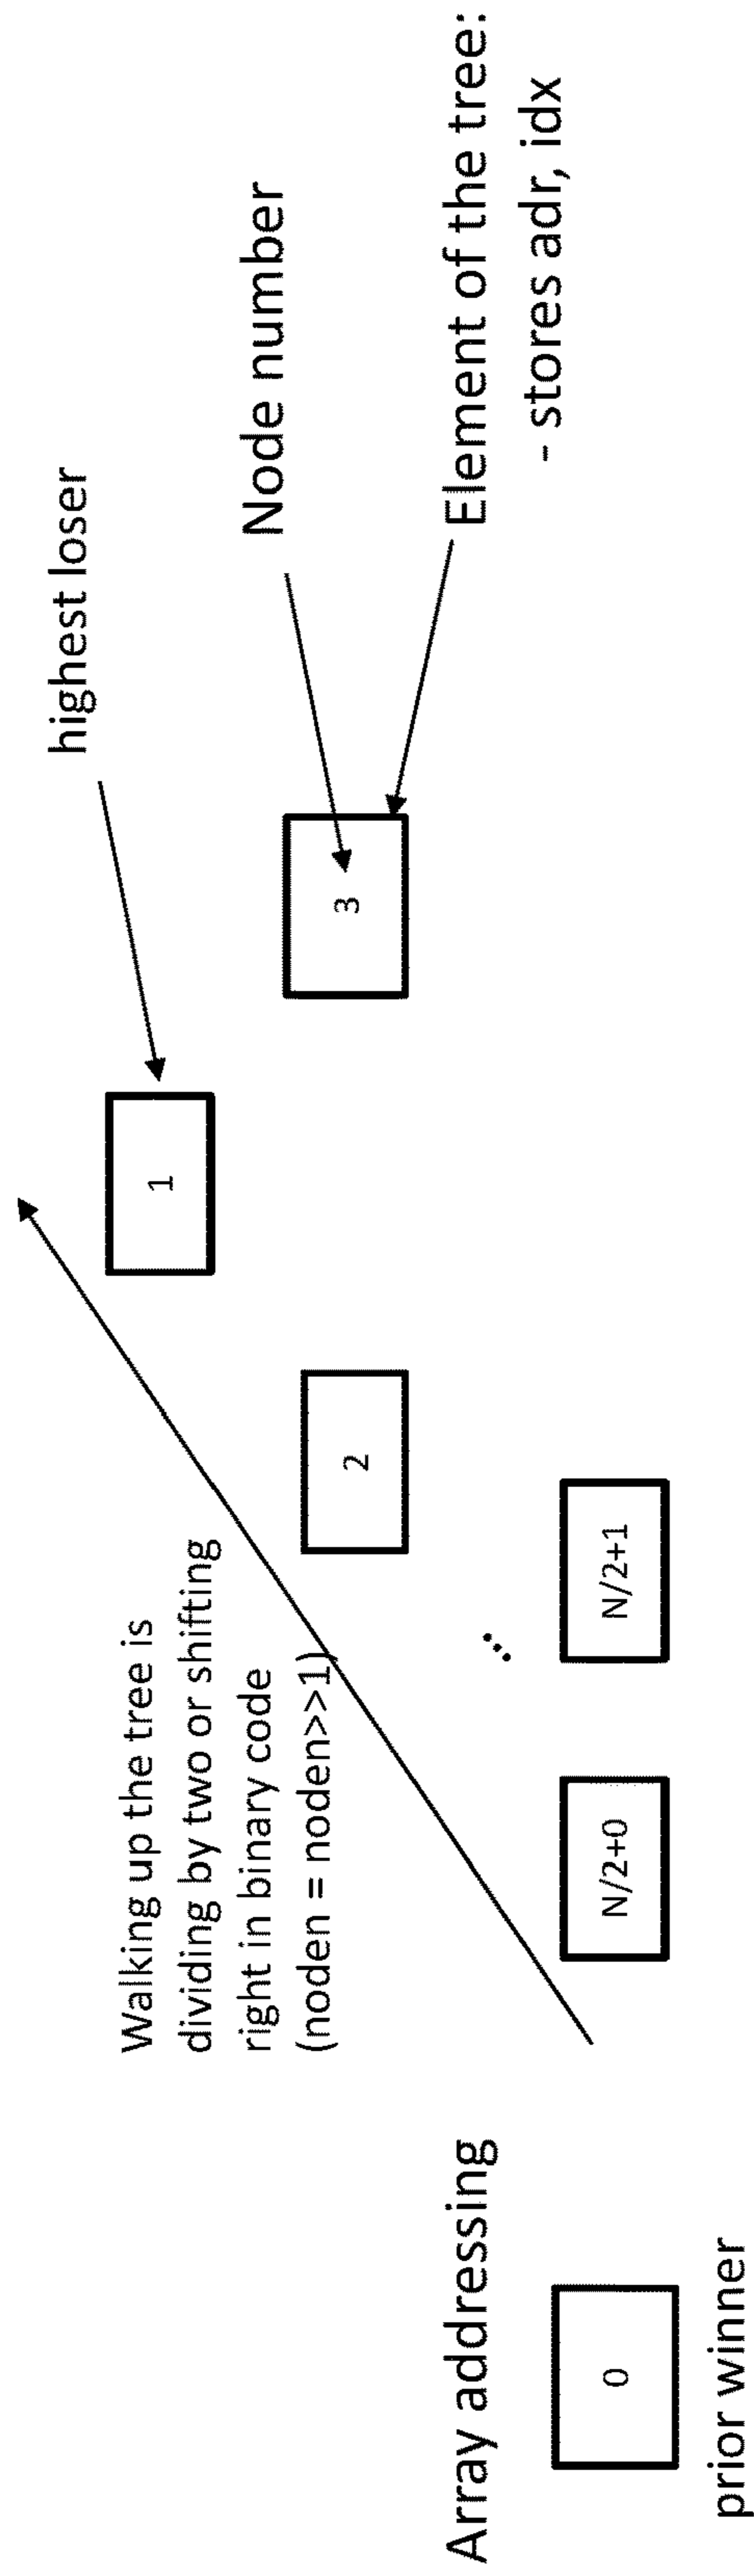 highest loser
Walking up the tree is
dividing by two or shifting
right in binary code
(noden = noden>>1)
1
Node number
2
3
Array addressing
Element of the tree:
- stores adr, idx
...
0
N/2+0
N/2+1
prior winner